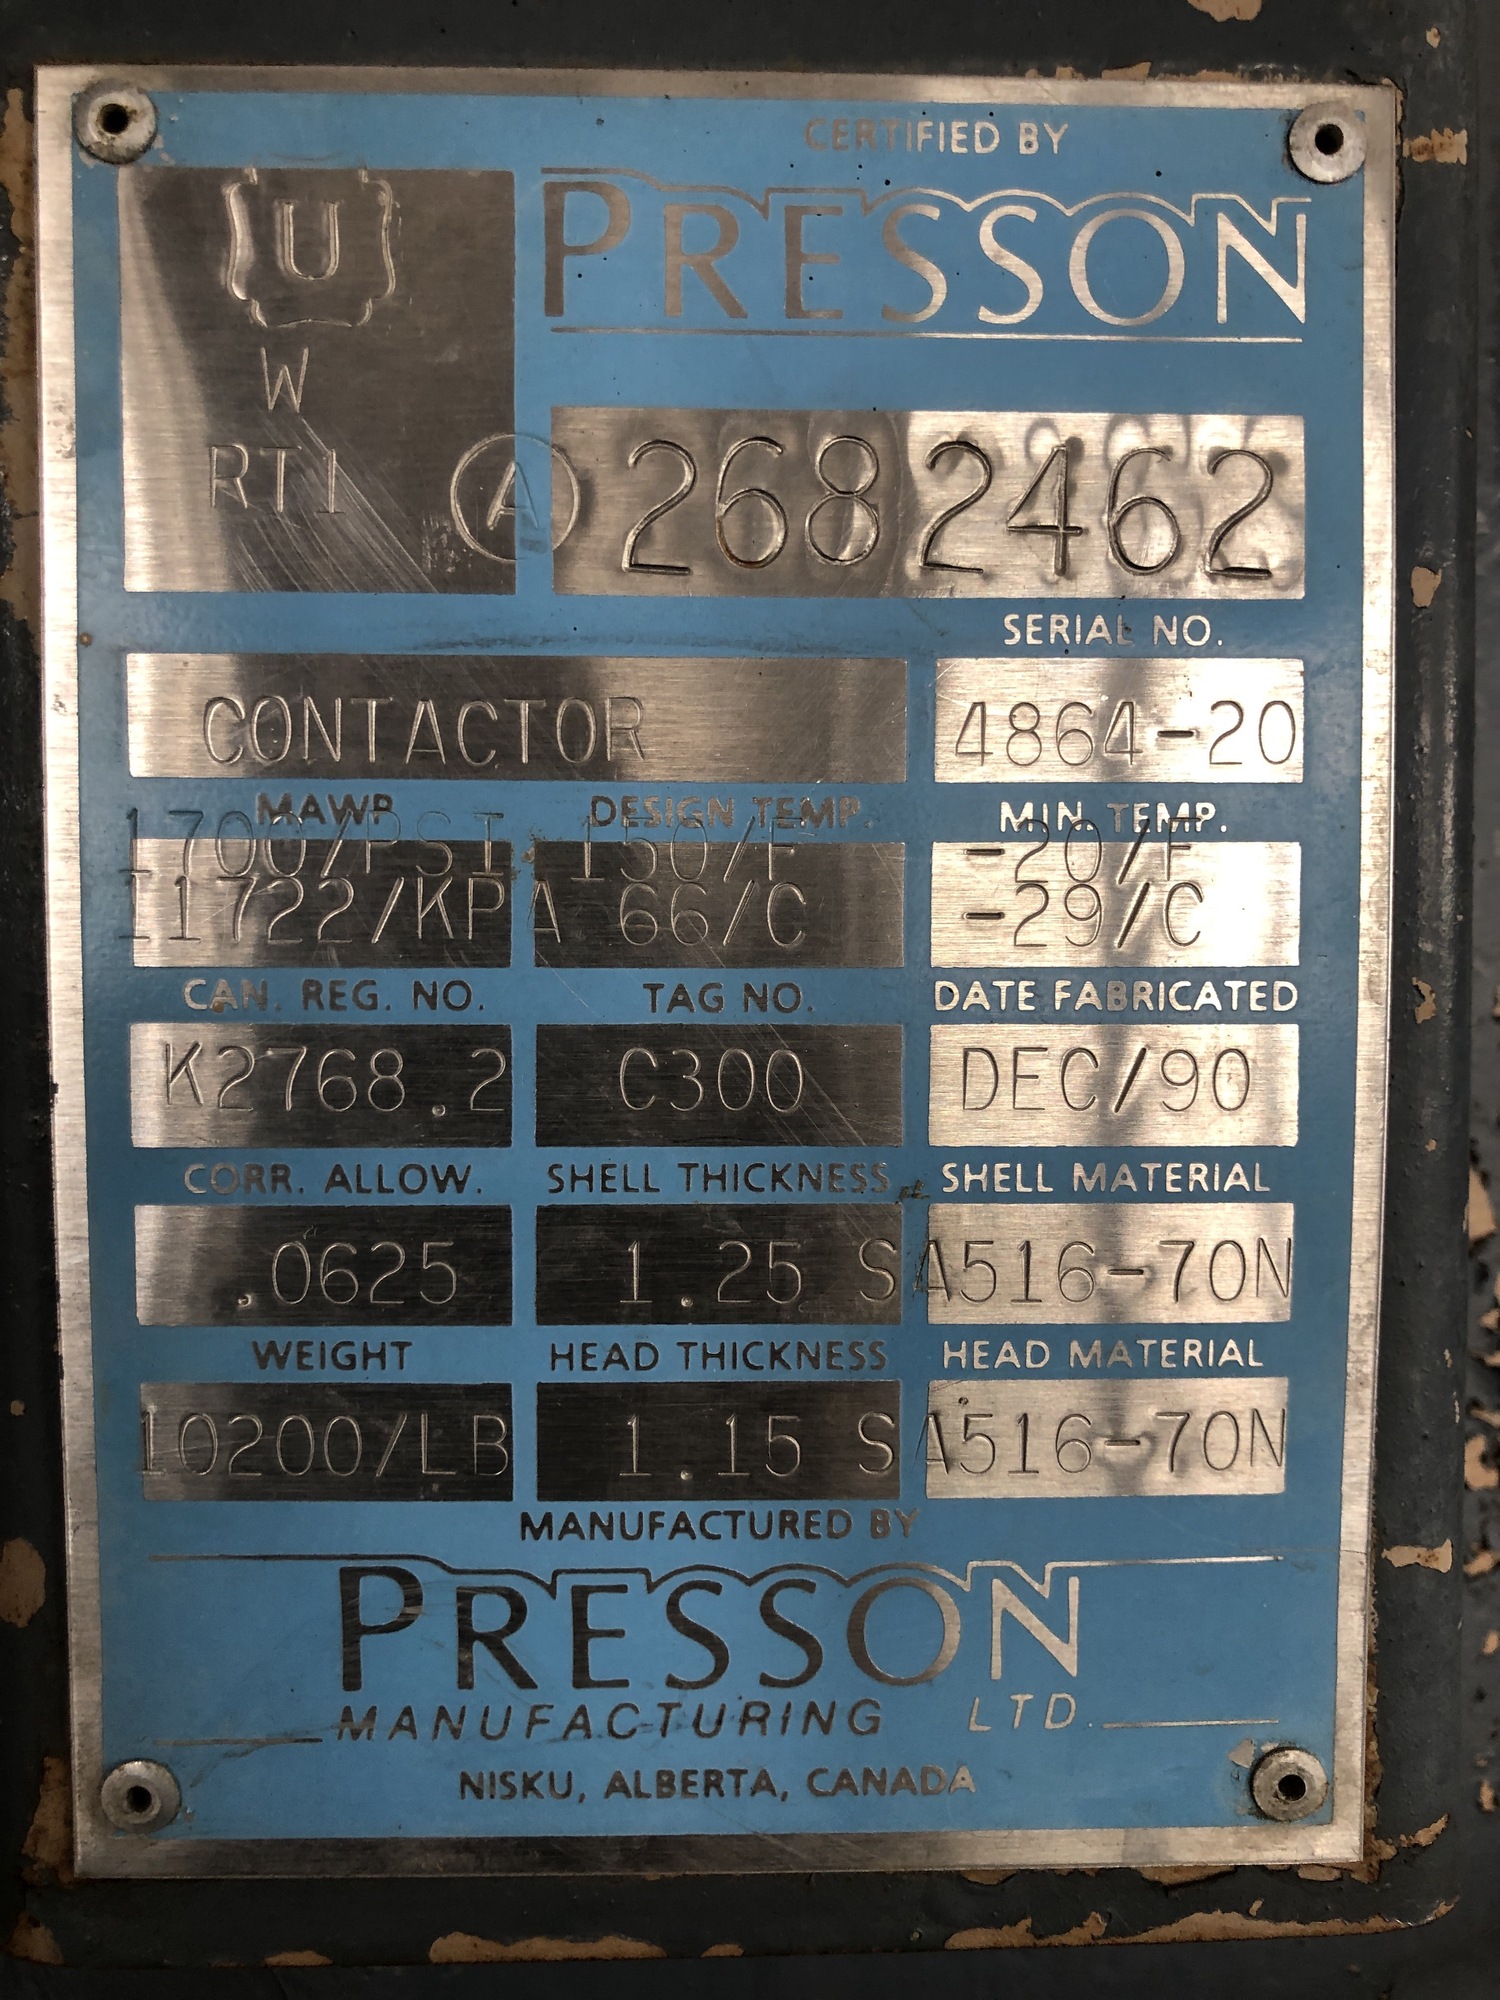 CERTIFIED BY
PRESSON
U
W
RT1
A 268 2462
SERIAL NO.
CONTACTOR 4864-20
MAWP DESIGN TEMP. MIN. TEMP.
1700/PSI 150/F -20/F
11722/KPA 66/C -29/C
CAN. REG. NO. TAG NO. DATE FABRICATED
K2768.2 C300 DEC/90
CORR. ALLOW. SHELL THICKNESS SHELL MATERIAL
.0625 1.25 SA516-70N
WEIGHT HEAD THICKNESS HEAD MATERIAL
10200/LB 1.15 SA516-70N
MANUFACTURED BY
PRESSON
MANUFACTURING LTD.
NISKU, ALBERTA, CANADA